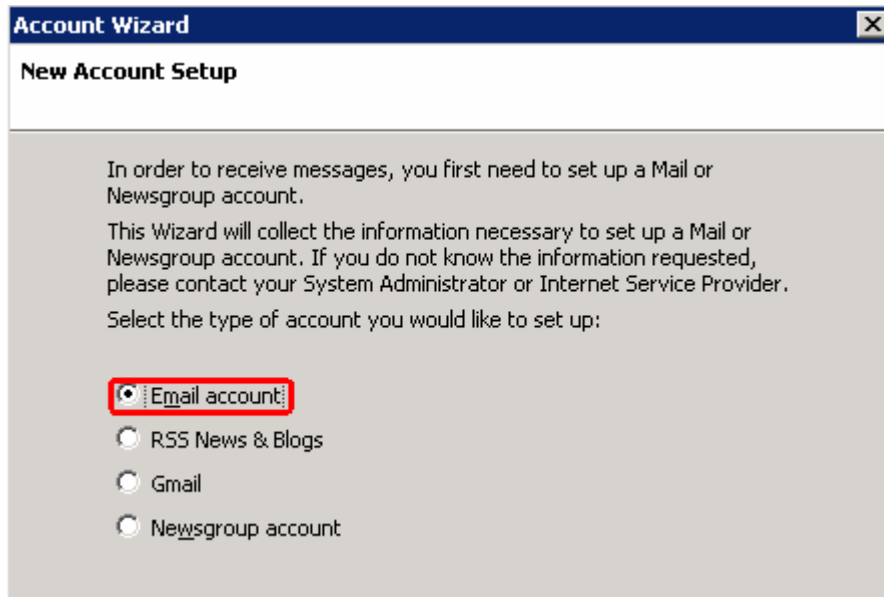 Account Wizard
New Account Setup
In order to receive messages, you first need to set up a Mail or
Newsgroup account.
This Wizard will collect the information necessary to set up a Mail or
Newsgroup account. If you do not know the information requested,
please contact your System Administrator or Internet Service Provider.
Select the type of account you would like to set up:
Email account
RSS News & Blogs
Gmail
Newsgroup account